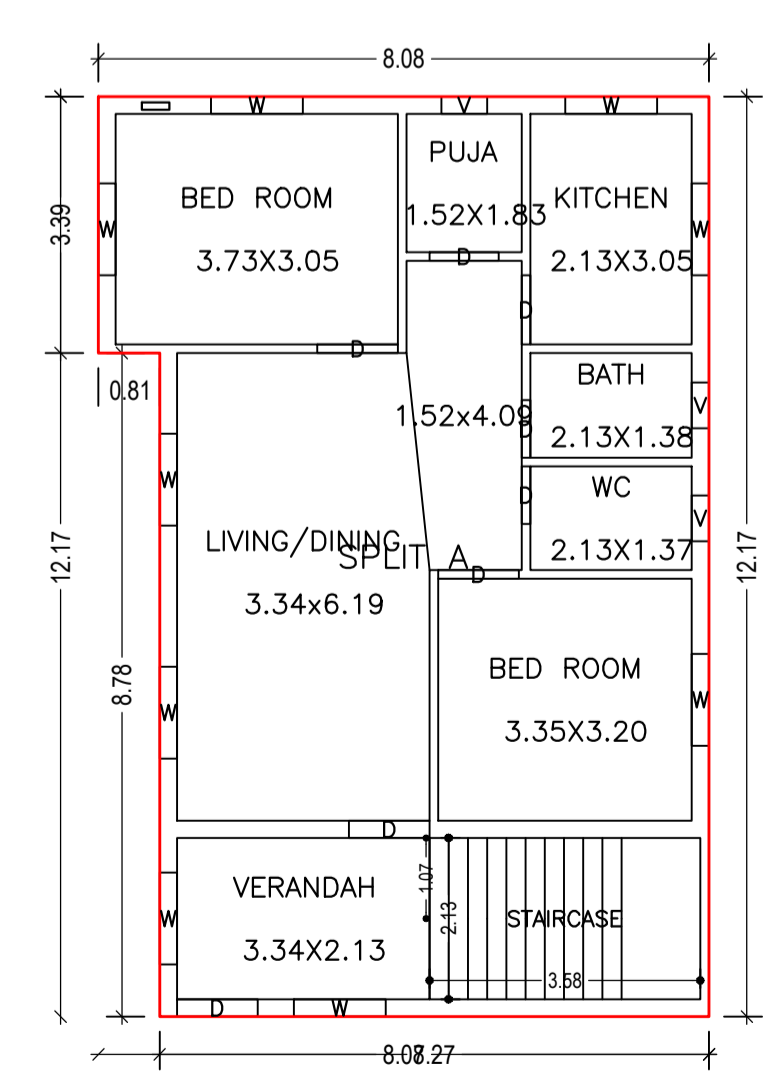 8.08
W
V
W
PUJA
BED ROOM
KITCHEN
1.52X1.83
3.39
W
W
3.73X3.05
2.13X3.05
D
D
D
BATH
0.81
V
1.52x4.09
D
2.13X1.38
W
WC
D
V
LIVING/DINING
SPLIT A
2.13X1.37
12.17
12.17
D
3.34x6.19
BED ROOM
8.78
W
W
3.35X3.20
D
1.07
VERANDAH
2.13
STAIRCASE
W
3.34X2.13
3.58
D
W
8.08
7.27